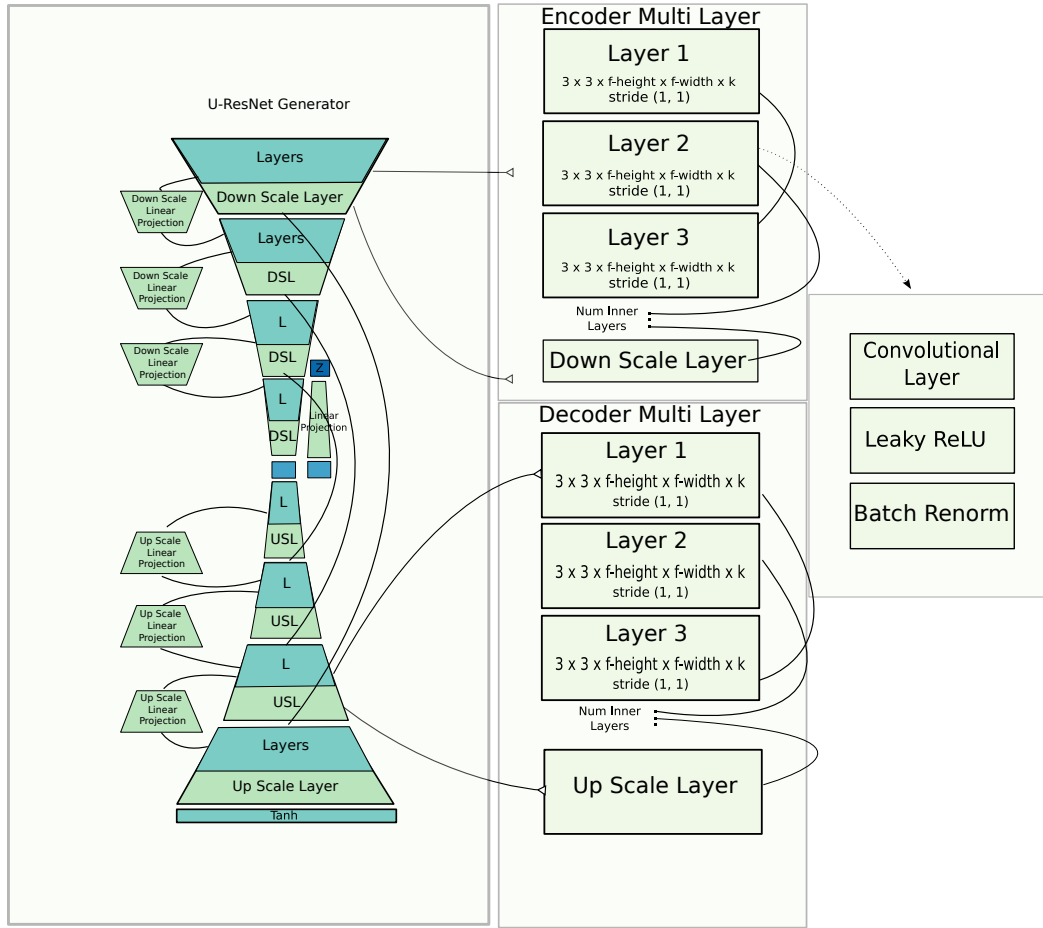 U-ResNet Generator
Layers
Down Scale Layer
Down Scale
Linear
Projection
Layers
DSL
Down Scale
Linear
Projection
L
DSL
Down Scale
Linear
Projection
Z
L
DSL
Linear
Projection
L
USL
Up Scale
Linear
Projection
L
USL
Up Scale
Linear
Projection
L
USL
Up Scale
Linear
Projection
Layers
Up Scale Layer
Tanh
Encoder Multi Layer
Layer 1
3 x 3 x f-height x f-width x k
stride (1, 1)
Layer 2
3 x 3 x f-height x f-width x k
stride (1, 1)
Layer 3
3 x 3 x f-height x f-width x k
stride (1, 1)
Num Inner
Layers
Down Scale Layer
Decoder Multi Layer
Layer 1
3 x 3 x f-height x f-width x k
stride (1, 1)
Layer 2
3 x 3 x f-height x f-width x k
stride (1, 1)
Layer 3
3 x 3 x f-height x f-width x k
stride (1, 1)
Num Inner
Layers
Up Scale Layer
Convolutional
Layer
Leaky ReLU
Batch Renorm